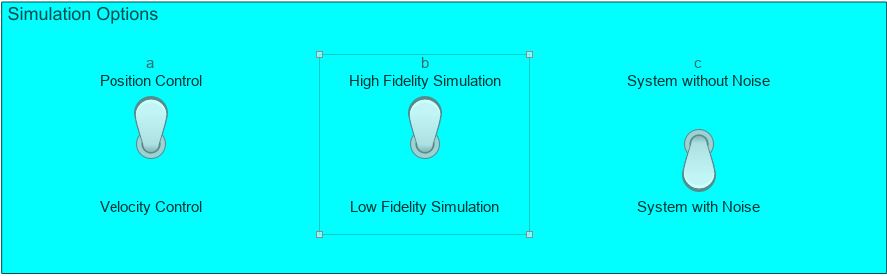 Simulation Options
a
Position Control
Velocity Control
b
High Fidelity Simulation
Low Fidelity Simulation
c
System without Noise
System with Noise